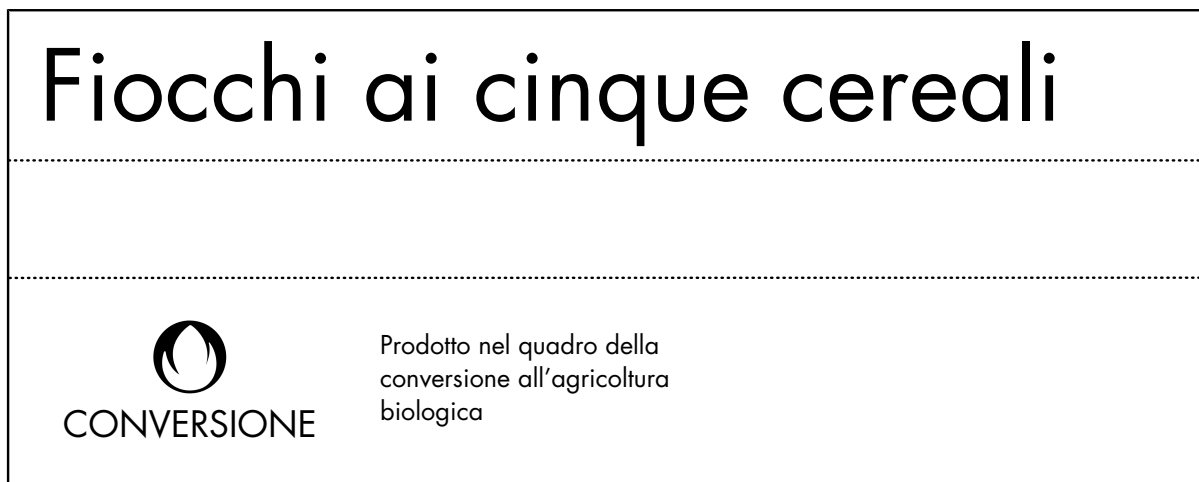 Fiocchi ai cinque cereali
CONVERSIONE
Prodotto nel quadro della
conversione all’agricoltura
biologica